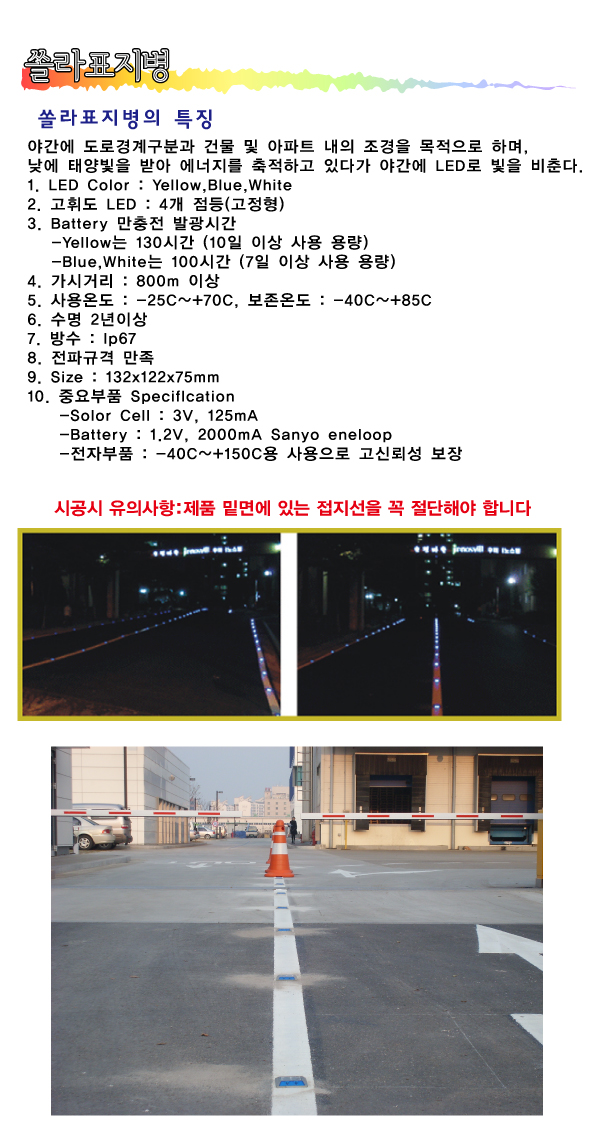 쏠라표지병
쏠라표지병의 특징
야간에 도로경계구분과 건물 및 아파트 내의 조경을 목적으로 하며,
낮에 태양빛을 받아 에너지를 축적하고 있다가 야간에 LED로 빛을 비춘다.
1. LED Color : Yellow,Blue,White
2. 고휘도 LED : 4개 점등(고정형)
3. Battery 만충전 발광시간
-Yellow는 130시간 (10일 이상 사용 용량)
-Blue,White는 100시간 (7일 이상 사용 용량)
4. 가시거리 : 800m 이상
5. 사용온도 : -25C~+70C, 보존온도 : -40C~+85C
6. 수명 2년이상
7. 방수 : Ip67
8. 전파규격 만족
9. Size : 132x122x75mm
10. 중요부품 Specification
-Solor Cell : 3V, 125mA
-Battery : 1.2V, 2000mA Sanyo eneloop
-전자부품 : -40C~+150C용 사용으로 고신뢰성 보장
시공시 유의사항:제품 밑면에 있는 접지선을 꼭 절단해야 합니다